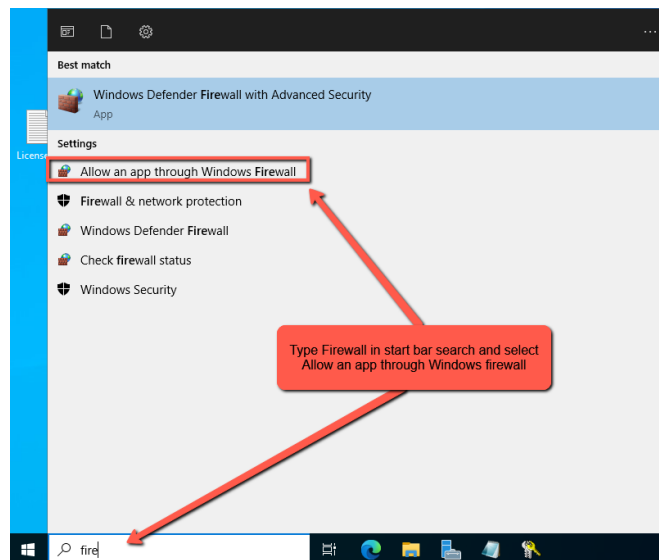 ...
Best match
Windows Defender Firewall with Advanced Security
App
Settings
License
Allow an app through Windows Firewall
Firewall & network protection
Windows Defender Firewall
Check firewall status
Windows Security
Type Firewall in start bar search and select
Allow an app through Windows firewall
fire